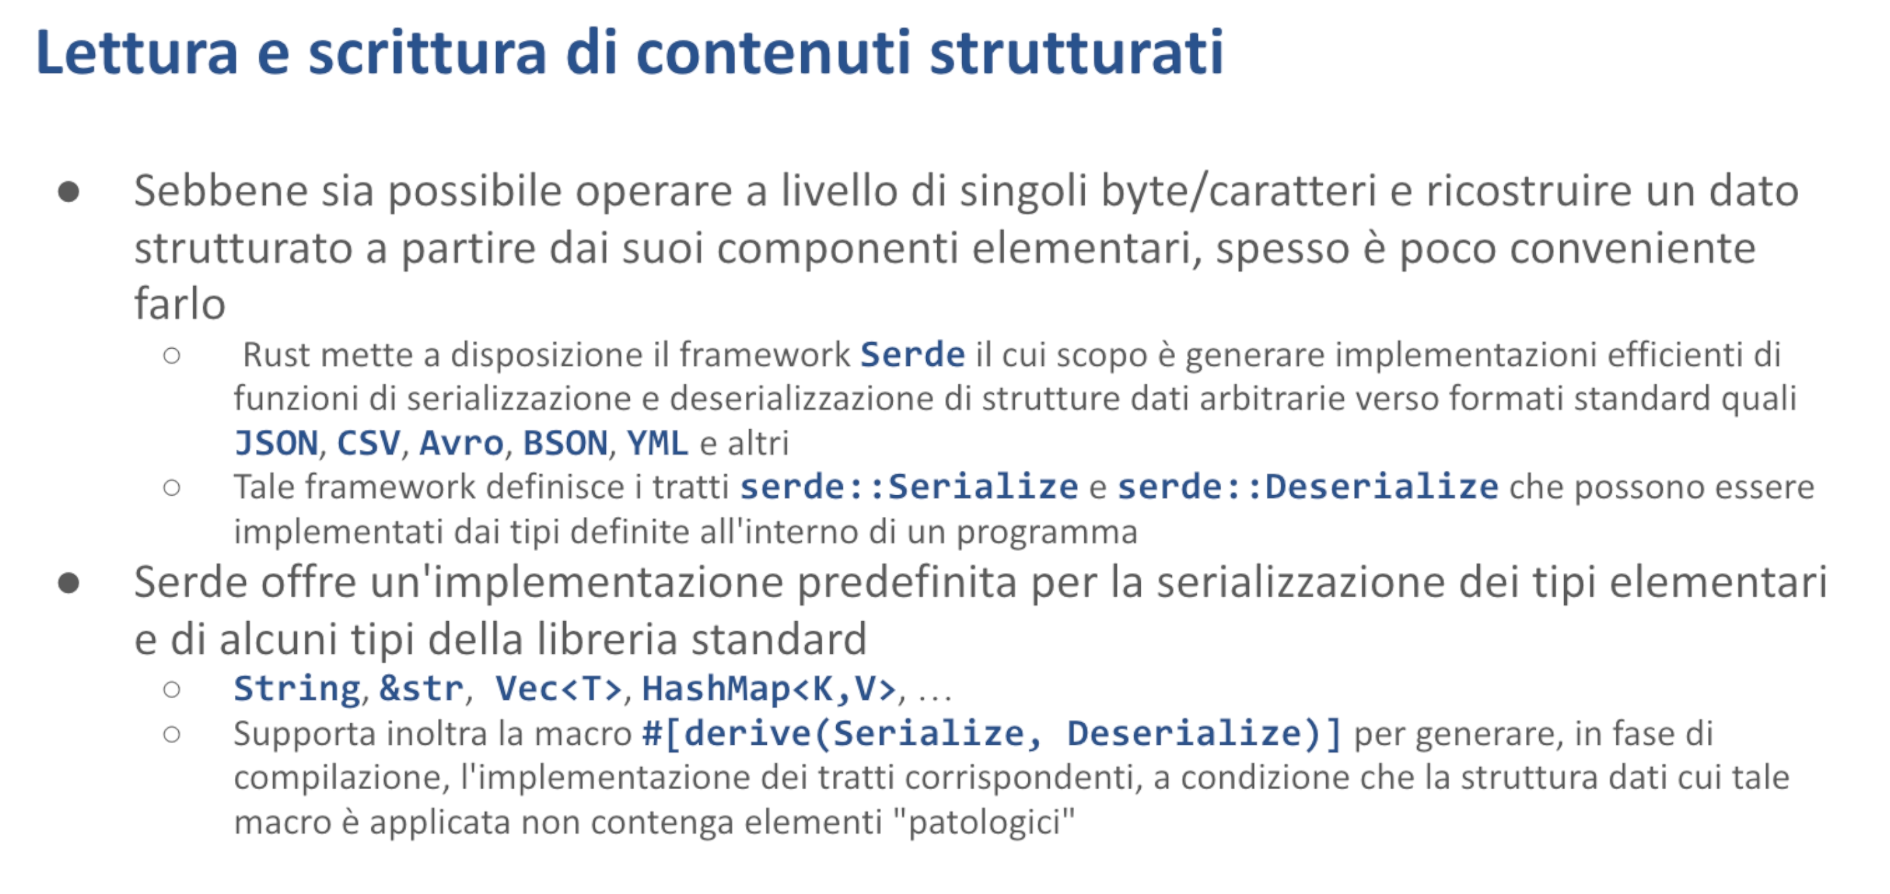 Lettura e scrittura di contenuti strutturati
● Sebbene sia possibile operare a livello di singoli byte/caratteri e ricostruire un dato
strutturato a partire dai suoi componenti elementari, spesso è poco conveniente
farlo
○ Rust mette a disposizione il framework Serde il cui scopo è generare implementazioni efficienti di
funzioni di serializzazione e deserializzazione di strutture dati arbitrarie verso formati standard quali
JSON, CSV, Avro, BSON, YML e altri
○ Tale framework definisce i tratti serde::Serialize e serde::Deserialize che possono essere
implementati dai tipi definite all'interno di un programma
● Serde offre un'implementazione predefinita per la serializzazione dei tipi elementari
e di alcuni tipi della libreria standard
○ String, &str, Vec<T>, HashMap<K,V>, ...
○ Supporta inoltra la macro #[derive(Serialize, Deserialize)] per generare, in fase di
compilazione, l'implementazione dei tratti corrispondenti, a condizione che la struttura dati cui tale
macro è applicata non contenga elementi "patologici"